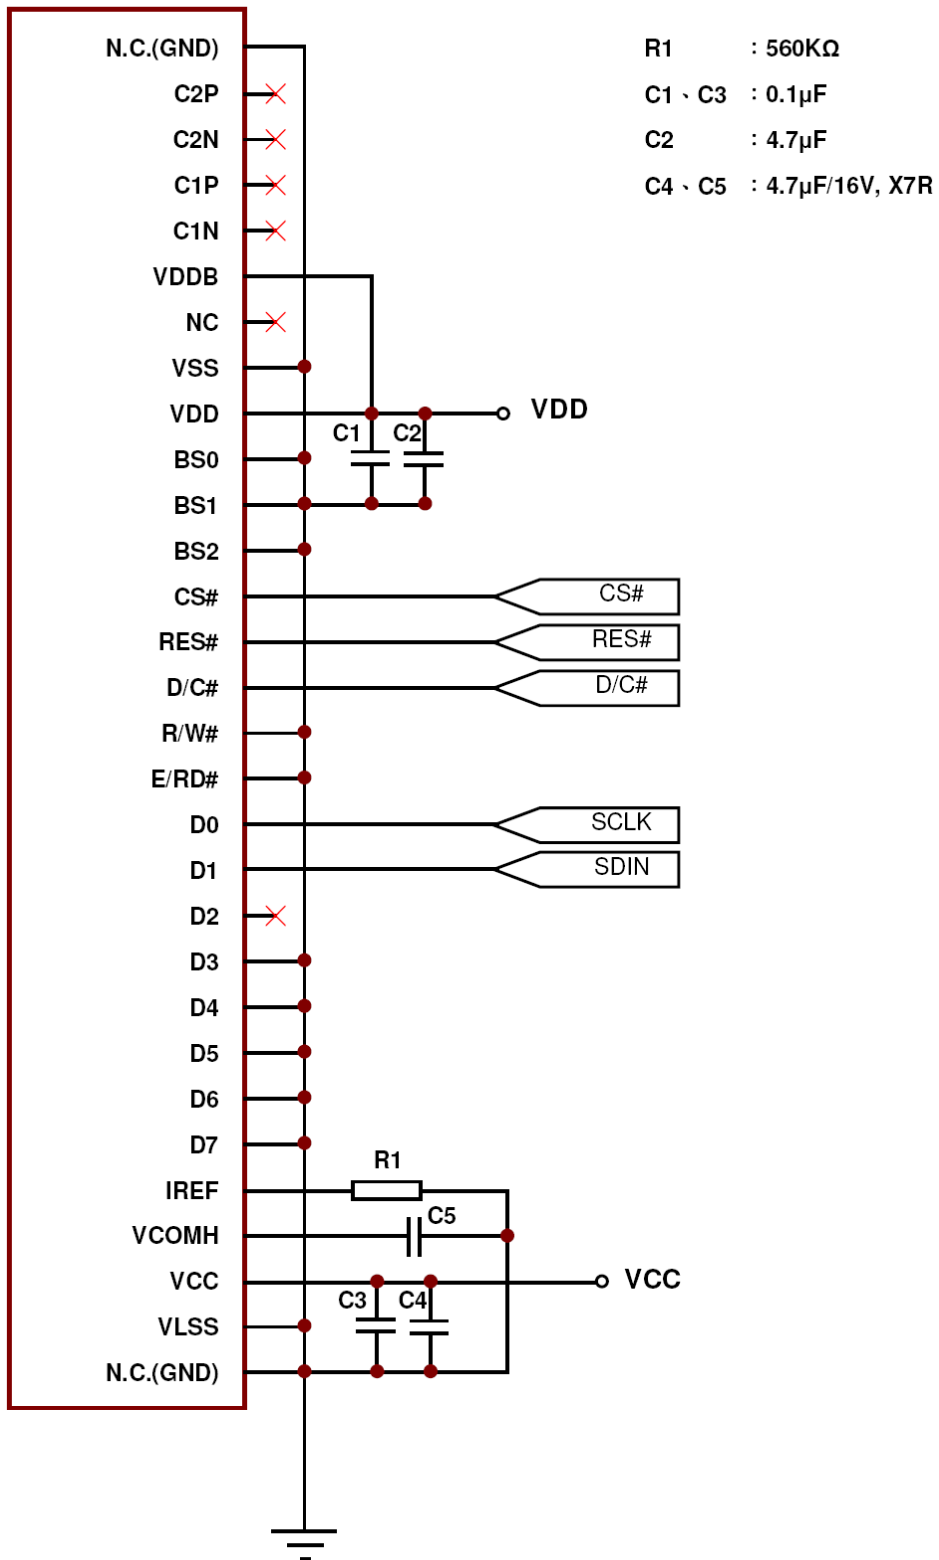 N.C.(GND)
R1 : 560KΩ
C2P
C1、C3 : 0.1μF
C2N
C2 : 4.7μF
C1P
C4、C5 : 4.7μF/16V, X7R
C1N
VDDB
NC
VSS
VDD
VDD
C1 C2
BS0
BS1
BS2
CS# CS#
RES# RES#
D/C# D/C#
R/W#
E/RD#
D0 SCLK
D1 SDIN
D2
D3
D4
D5
D6
D7
R1
IREF
C5
VCOMH
VCC VCC
C3 C4
VLSS
N.C.(GND)